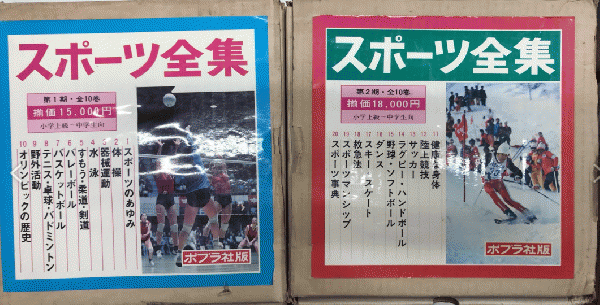 スポーツ全集
第1期・全10巻
揃価15,000円
小学上級〜中学生向
1 スポーツのあゆみ
2 体操
3 器械運動
4 水泳
5 すもう・柔道・剣道
6 バレーボール
7 バスケットボール
8 テニス・卓球・バドミントン
9 野外活動
10 オリンピックの歴史
ポプラ社版
スポーツ全集
第2期・全10巻
揃価18,000円
小学上級〜中学生向
11 健康と身体
12 陸上競技
13 サッカー
14 ラグビー・ハンドボール
15 野球・ソフトボール
16 ダンス
17 スキー・スケート
18 救急法
19 スポーツマンシップ
20 スポーツ事典
ポプラ社版